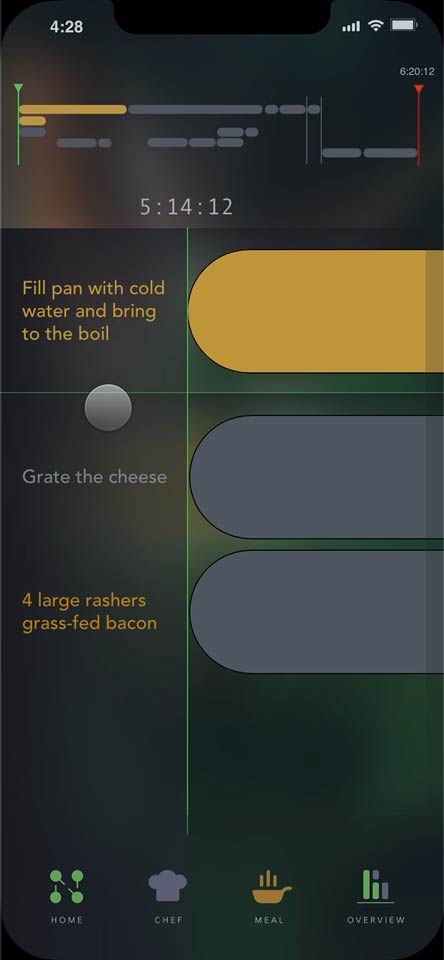 4:28
6:20:12
5:14:12
Fill pan with cold
water and bring
to the boil
Grate the cheese
4 large rashers
grass-fed bacon
HOME
CHEF
MEAL
OVERVIEW